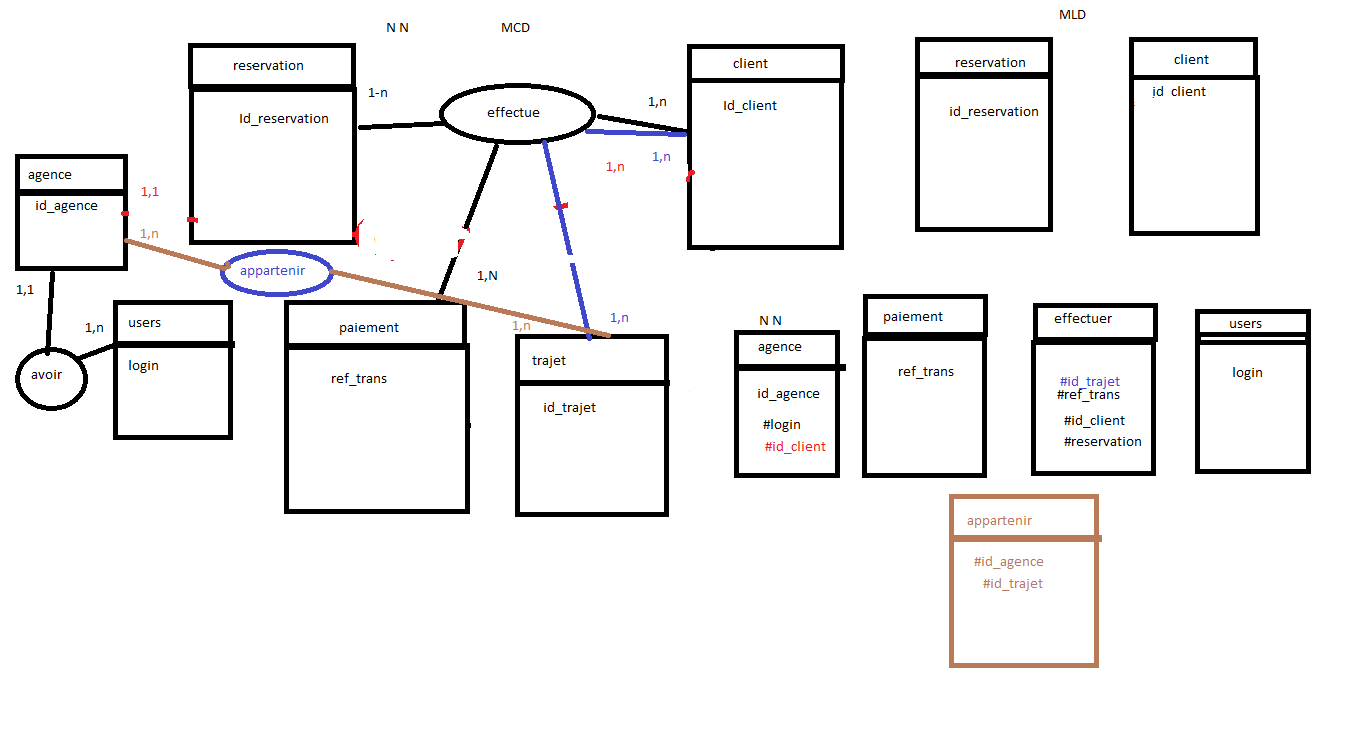 N N
MCD
MLD
reservation
Id_reservation
1-n
effectue
1,n
1,n
1,n
client
Id_client
agence
id_agence
1,1
1,n
appartenir
1,1
users
login
1,n
avoir
paiement
ref_trans
1,N
1,n
1,n
trajet
id_trajet
reservation
id_reservation
client
id client
N N
agence
id_agence
#login
#id_client
paiement
ref_trans
effectuer
#id_trajet
#ref_trans
#id_client
#reservation
users
login
appartenir
#id_agence
#id_trajet